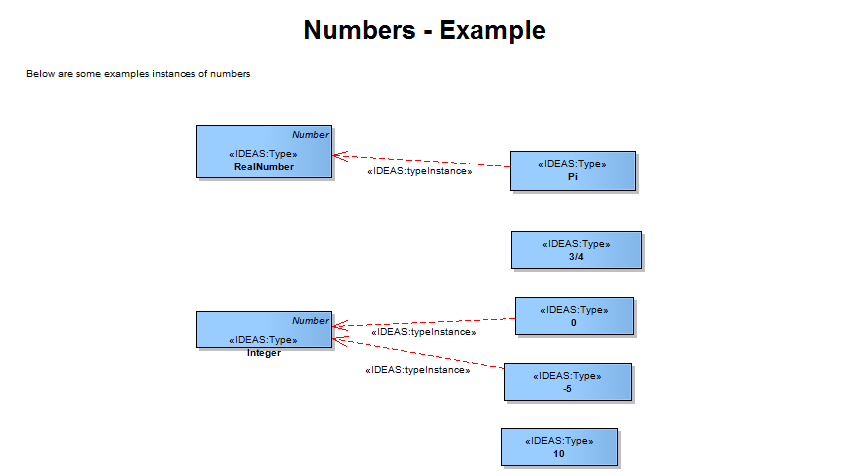 Numbers - Example
Below are some examples instances of numbers
Number
«IDEAS:Type»
RealNumber
«IDEAS:typeInstance»
«IDEAS:Type»
Pi
«IDEAS:Type»
3/4
Number
«IDEAS:Type»
Integer
«IDEAS:typeInstance»
«IDEAS:Type»
0
«IDEAS:typeInstance»
«IDEAS:Type»
-5
«IDEAS:Type»
10